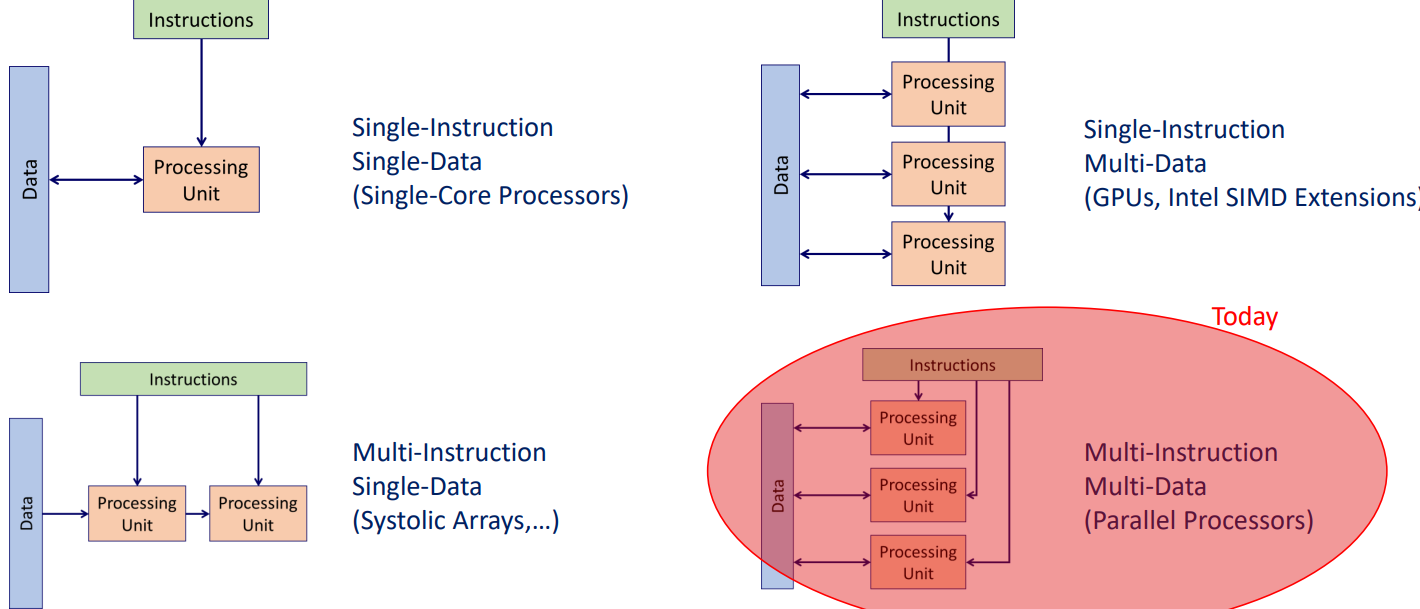 Instructions
Data
Processing
Unit
Single-Instruction
Single-Data
(Single-Core Processors)
Instructions
Data
Processing
Unit
Processing
Unit
Processing
Unit
Single-Instruction
Multi-Data
(GPUs, Intel SIMD Extensions)
Instructions
Data
Processing
Unit
Processing
Unit
Multi-Instruction
Single-Data
(Systolic Arrays,...)
Today
Instructions
Data
Processing
Unit
Processing
Unit
Processing
Unit
Multi-Instruction
Multi-Data
(Parallel Processors)